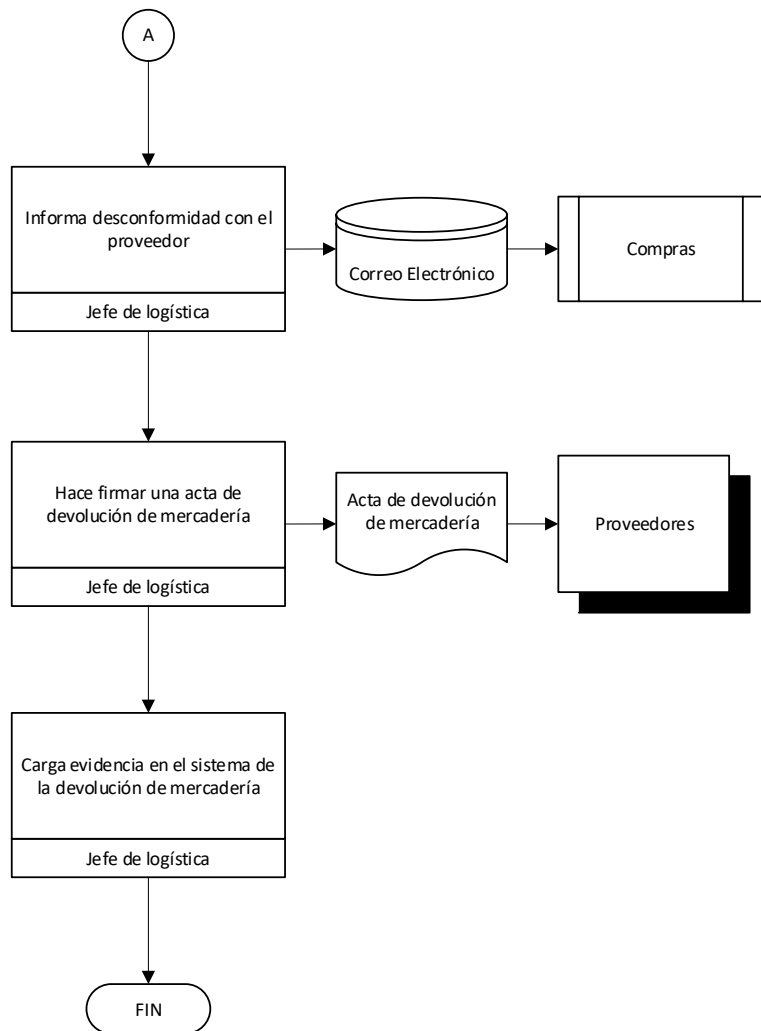 A
Informa desconformidad con el
proveedor
Jefe de logística
Correo Electrónico
Compras
Hace firmar una acta de
devolución de mercadería
Jefe de logística
Acta de devolución
de mercadería
Proveedores
Carga evidencia en el sistema de
la devolución de mercadería
Jefe de logística
FIN